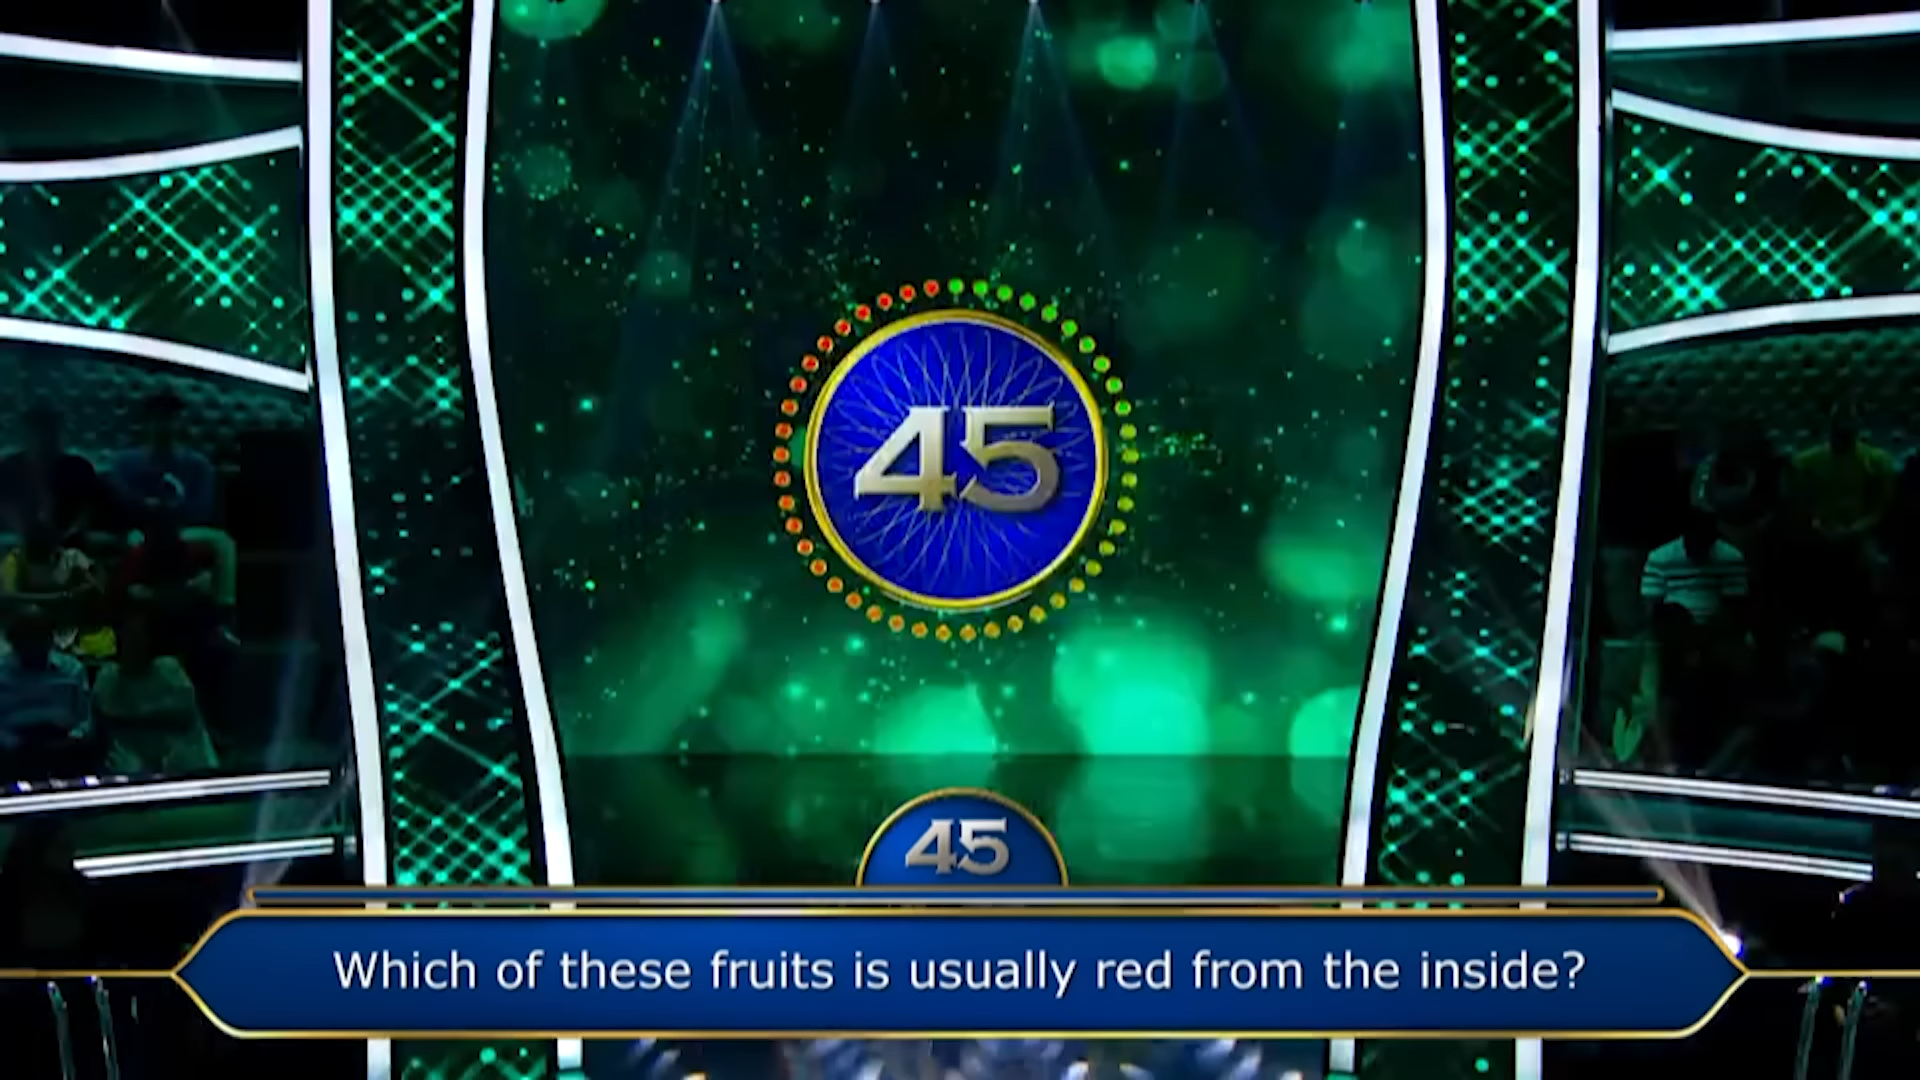 45
45
Which of these fruits is usually red from the inside?